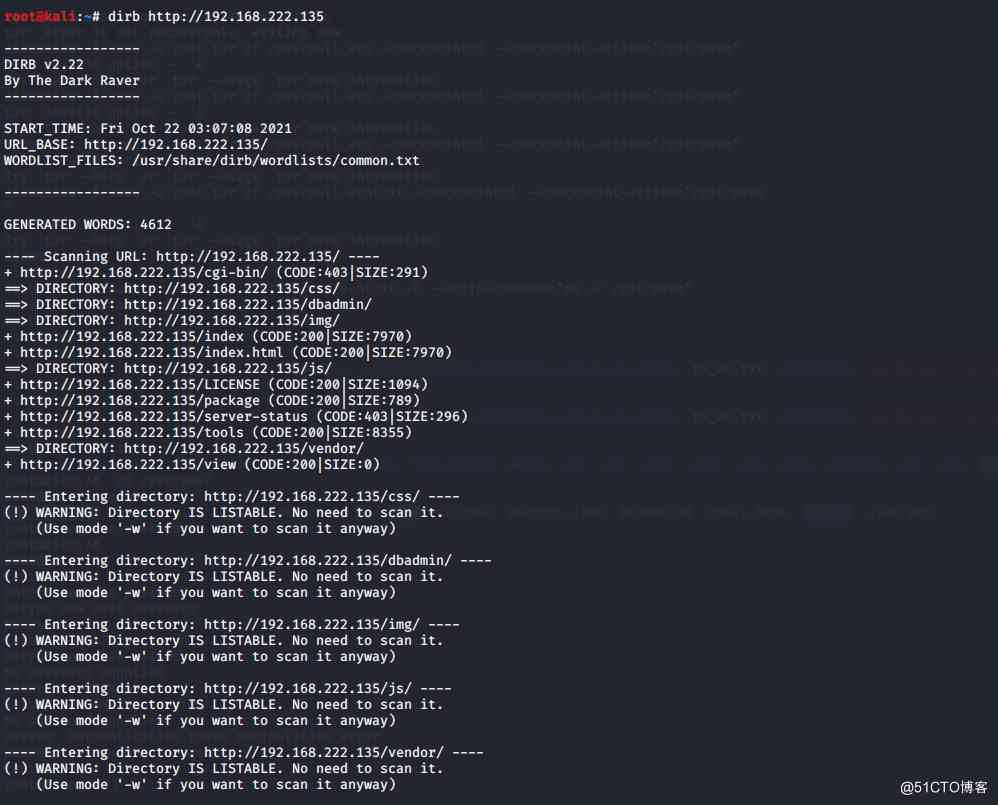 root@kali:~# dirb http://192.168.222.135
-----------------
DIRB v2.22
By The Dark Raver
-----------------
START_TIME: Fri Oct 22 03:07:08 2021
URL_BASE: http://192.168.222.135/
WORDLIST_FILES: /usr/share/dirb/wordlists/common.txt
-----------------
GENERATED WORDS: 4612
---- Scanning URL: http://192.168.222.135/ ----
+ http://192.168.222.135/cgi-bin/ (CODE:403|SIZE:291)
==> DIRECTORY: http://192.168.222.135/css/
==> DIRECTORY: http://192.168.222.135/dbadmin/
==> DIRECTORY: http://192.168.222.135/img/
+ http://192.168.222.135/index (CODE:200|SIZE:7970)
+ http://192.168.222.135/index.html (CODE:200|SIZE:7970)
==> DIRECTORY: http://192.168.222.135/js/
+ http://192.168.222.135/LICENSE (CODE:200|SIZE:1094)
+ http://192.168.222.135/package (CODE:200|SIZE:789)
+ http://192.168.222.135/server-status (CODE:403|SIZE:296)
+ http://192.168.222.135/tools (CODE:200|SIZE:8355)
==> DIRECTORY: http://192.168.222.135/vendor/
+ http://192.168.222.135/view (CODE:200|SIZE:0)
---- Entering directory: http://192.168.222.135/css/ ----
(!) WARNING: Directory IS LISTABLE. No need to scan it.
(Use mode '-w' if you want to scan it anyway)
---- Entering directory: http://192.168.222.135/dbadmin/ ----
(!) WARNING: Directory IS LISTABLE. No need to scan it.
(Use mode '-w' if you want to scan it anyway)
---- Entering directory: http://192.168.222.135/img/ ----
(!) WARNING: Directory IS LISTABLE. No need to scan it.
(Use mode '-w' if you want to scan it anyway)
---- Entering directory: http://192.168.222.135/js/ ----
(!) WARNING: Directory IS LISTABLE. No need to scan it.
(Use mode '-w' if you want to scan it anyway)
---- Entering directory: http://192.168.222.135/vendor/ ----
(!) WARNING: Directory IS LISTABLE. No need to scan it.
(Use mode '-w' if you want to scan it anyway)
@51CTO博客